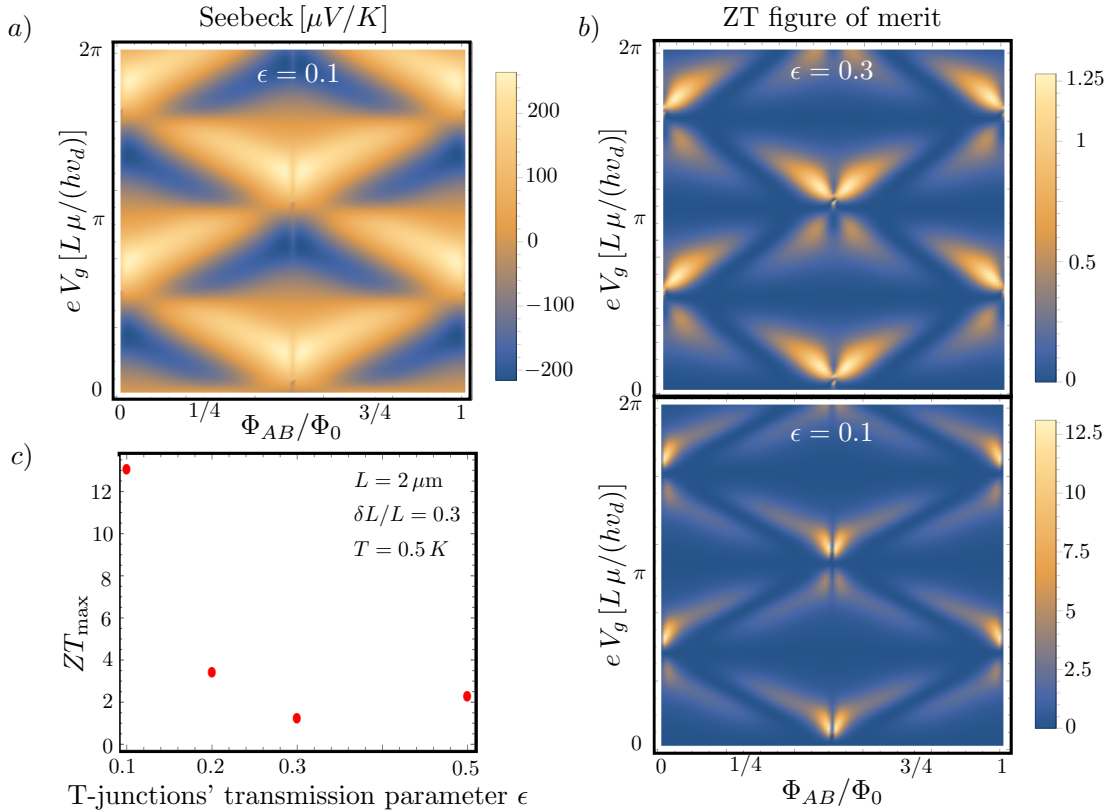 a)
Seebeck [μV/K]
ϵ = 0.1
2π
π
0
e V_g [L μ/(hv_d)]
0
1/4
3/4
1
Φ_AB/Φ_0
200
100
0
−100
−200
b)
ZT figure of merit
ϵ = 0.3
2π
π
0
e V_g [L μ/(hv_d)]
1.25
1
0.5
0
ϵ = 0.1
2π
π
0
e V_g [L μ/(hv_d)]
0
1/4
3/4
1
Φ_AB/Φ_0
12.5
10
7.5
5
2.5
0
c)
L = 2 μm
δL/L = 0.3
T = 0.5 K
ZT_max
12
10
8
6
4
2
0
0.1
0.2
0.3
0.5
T-junctions' transmission parameter ϵ